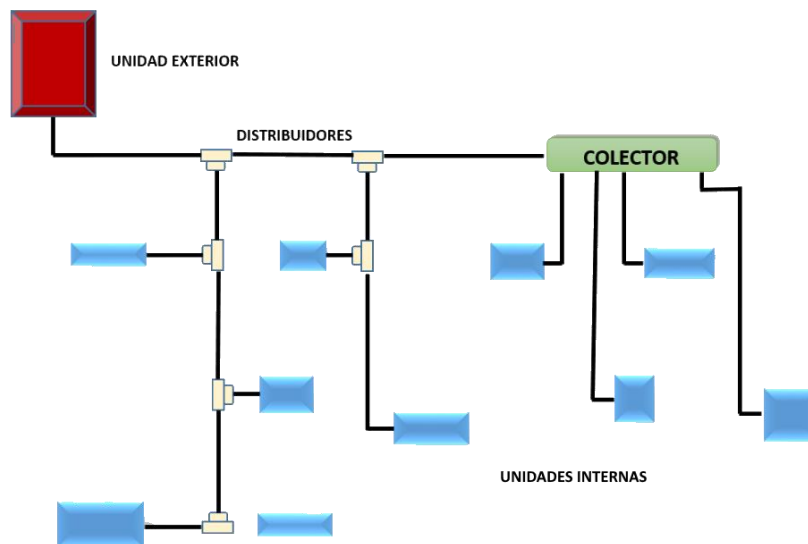 UNIDAD EXTERIOR
DISTRIBUIDORES
COLECTOR
UNIDADES INTERNAS